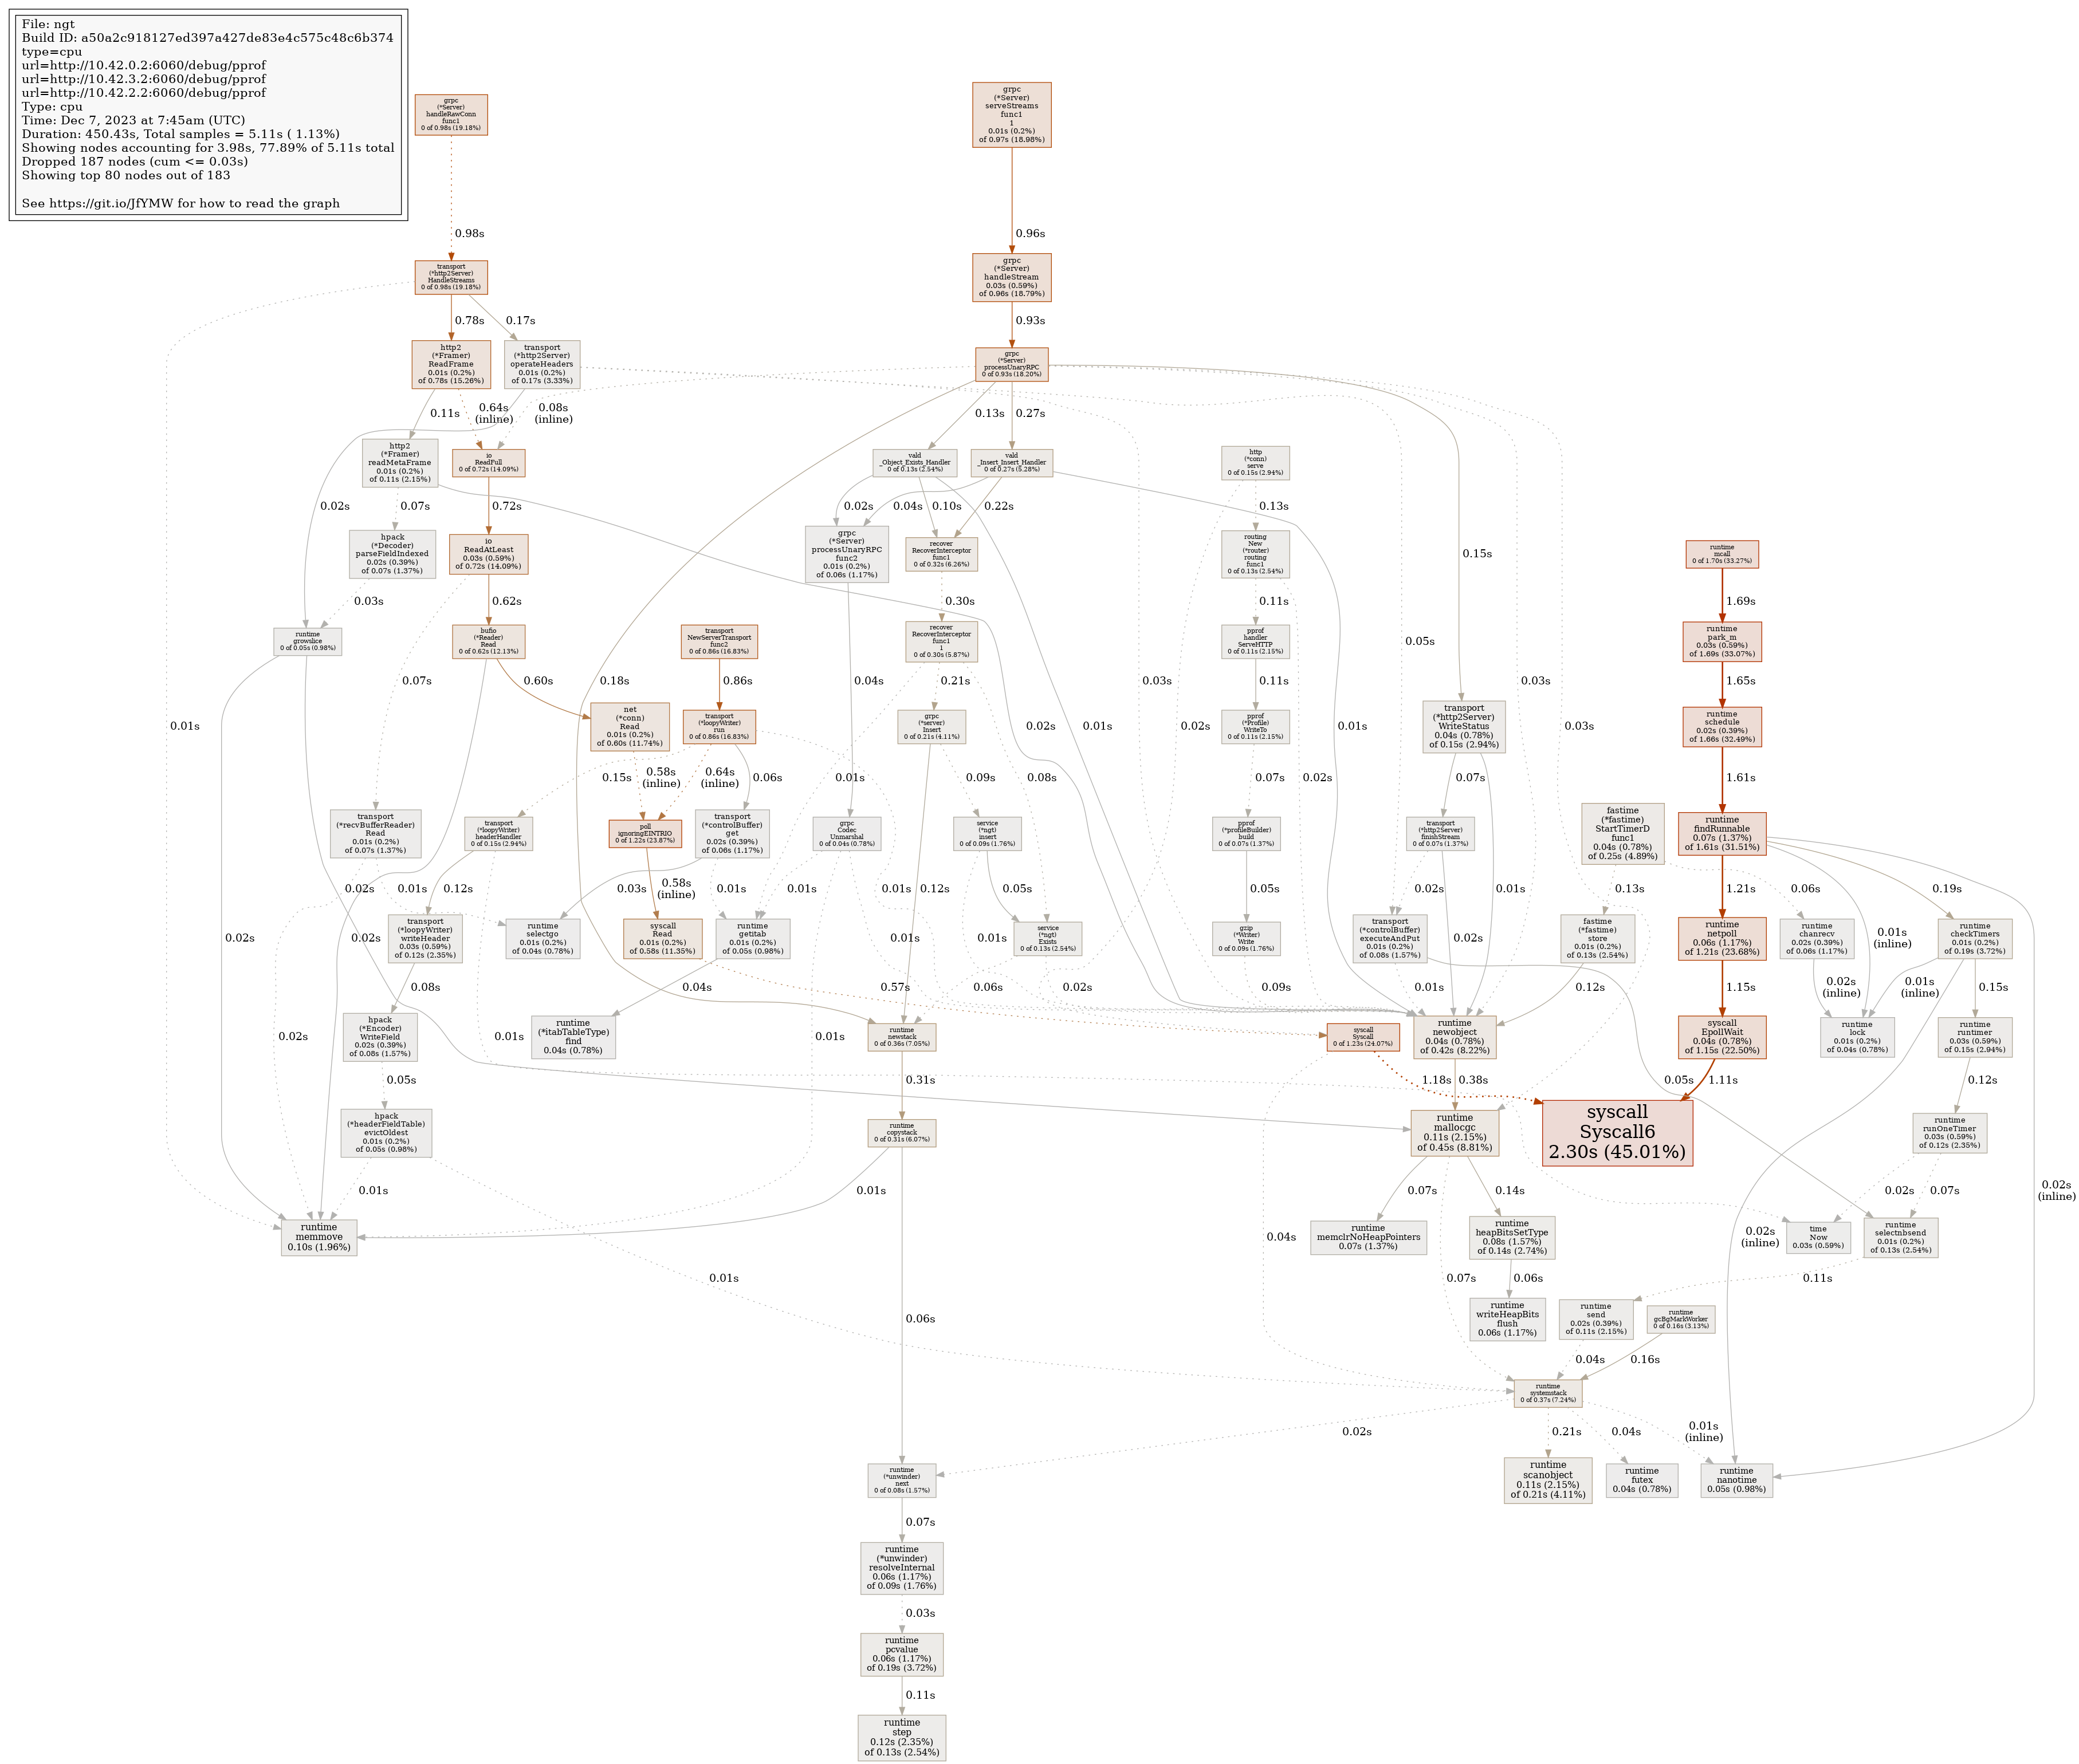 File: ngt
Build ID: a50a2c918127ed397a427de83e4c575c48c6b374
type=cpu
url=http://10.42.0.2:6060/debug/pprof
url=http://10.42.3.2:6060/debug/pprof
url=http://10.42.2.2:6060/debug/pprof
Type: cpu
Time: Dec 7, 2023 at 7:45am (UTC)
Duration: 450.43s, Total samples = 5.11s ( 1.13%)
Showing nodes accounting for 3.98s, 77.89% of 5.11s total
Dropped 187 nodes (cum <= 0.03s)
Showing top 80 nodes out of 183
See https://git.io/JfYMW for how to read the graph
grpc
(*Server)
handleRawConn
func1
0 of 0.98s (19.18%)
grpc
(*Server)
serveStreams
func1
1
0.01s (0.2%)
of 0.97s (18.98%)
0.98s
0.96s
transport
(*http2Server)
HandleStreams
0 of 0.98s (19.18%)
grpc
(*Server)
handleStream
0.03s (0.59%)
of 0.96s (18.79%)
0.78s
0.17s
0.93s
http2
(*Framer)
ReadFrame
0.01s (0.2%)
of 0.78s (15.26%)
transport
(*http2Server)
operateHeaders
0.01s (0.2%)
of 0.17s (3.33%)
grpc
(*Server)
processUnaryRPC
0 of 0.93s (18.20%)
0.11s
0.64s
(inline)
0.08s
(inline)
0.13s
0.27s
http2
(*Framer)
readMetaFrame
0.01s (0.2%)
of 0.11s (2.15%)
io
ReadFull
0 of 0.72s (14.09%)
vald
_Object_Exists_Handler
0 of 0.13s (2.54%)
vald
_Insert_Insert_Handler
0 of 0.27s (5.28%)
http
(*conn)
serve
0 of 0.15s (2.94%)
0.02s
0.07s
0.72s
0.02s
0.04s
0.10s
0.22s
0.13s
0.15s
hpack
(*Decoder)
parseFieldIndexed
0.02s (0.39%)
of 0.07s (1.37%)
io
ReadAtLeast
0.03s (0.59%)
of 0.72s (14.09%)
grpc
(*Server)
processUnaryRPC
func2
0.01s (0.2%)
of 0.06s (1.17%)
recover
RecoverInterceptor
func1
0 of 0.32s (6.26%)
routing
New
(*router)
routing
func1
0 of 0.13s (2.54%)
runtime
mcall
0 of 1.70s (33.27%)
0.03s
0.62s
0.30s
0.11s
1.69s
runtime
growslice
0 of 0.05s (0.98%)
bufio
(*Reader)
Read
0 of 0.62s (12.13%)
transport
NewServerTransport
func2
0 of 0.86s (16.83%)
recover
RecoverInterceptor
func1
1
0 of 0.30s (5.87%)
pprof
handler
ServeHTTP
0 of 0.11s (2.15%)
runtime
park_m
0.03s (0.59%)
of 1.69s (33.07%)
0.05s
0.07s
0.60s
0.86s
0.18s
0.04s
0.21s
0.03s
0.11s
0.03s
1.65s
0.01s
0.02s
0.01s
0.02s
0.01s
0.03s
net
(*conn)
Read
0.01s (0.2%)
of 0.60s (11.74%)
transport
(*loopyWriter)
run
0 of 0.86s (16.83%)
grpc
(*server)
Insert
0 of 0.21s (4.11%)
pprof
(*Profile)
WriteTo
0 of 0.11s (2.15%)
transport
(*http2Server)
WriteStatus
0.04s (0.78%)
of 0.15s (2.94%)
runtime
schedule
0.02s (0.39%)
of 1.66s (32.49%)
0.15s
0.58s
(inline)
0.64s
(inline)
0.06s
0.01s
0.09s
0.08s
0.02s
0.07s
0.07s
1.61s
transport
(*recvBufferReader)
Read
0.01s (0.2%)
of 0.07s (1.37%)
transport
(*loopyWriter)
headerHandler
0 of 0.15s (2.94%)
poll
ignoringEINTRIO
0 of 1.22s (23.87%)
transport
(*controlBuffer)
get
0.02s (0.39%)
of 0.06s (1.17%)
grpc
Codec
Unmarshal
0 of 0.04s (0.78%)
service
(*ngt)
insert
0 of 0.09s (1.76%)
pprof
(*profileBuilder)
build
0 of 0.07s (1.37%)
transport
(*http2Server)
finishStream
0 of 0.07s (1.37%)
fastime
(*fastime)
StartTimerD
func1
0.04s (0.78%)
of 0.25s (4.89%)
runtime
findRunnable
0.07s (1.37%)
of 1.61s (31.51%)
0.02s
0.01s
0.12s
0.58s
(inline)
0.03s
0.01s
0.01s
0.01s
0.12s
0.05s
0.05s
0.02s
0.01s
0.13s
0.06s
1.21s
0.01s
(inline)
0.19s
transport
(*loopyWriter)
writeHeader
0.03s (0.59%)
of 0.12s (2.35%)
runtime
selectgo
0.01s (0.2%)
of 0.04s (0.78%)
syscall
Read
0.01s (0.2%)
of 0.58s (11.35%)
runtime
getitab
0.01s (0.2%)
of 0.05s (0.98%)
service
(*ngt)
Exists
0 of 0.13s (2.54%)
gzip
(*Writer)
Write
0 of 0.09s (1.76%)
transport
(*controlBuffer)
executeAndPut
0.01s (0.2%)
of 0.08s (1.57%)
fastime
(*fastime)
store
0.01s (0.2%)
of 0.13s (2.54%)
runtime
chanrecv
0.02s (0.39%)
of 0.06s (1.17%)
runtime
netpoll
0.06s (1.17%)
of 1.21s (23.68%)
runtime
checkTimers
0.01s (0.2%)
of 0.19s (3.72%)
0.02s
0.02s
0.08s
0.57s
0.04s
0.01s
0.01s
0.06s
0.02s
0.09s
0.01s
0.02s
0.12s
0.02s
(inline)
1.15s
0.01s
(inline)
0.15s
hpack
(*Encoder)
WriteField
0.02s (0.39%)
of 0.08s (1.57%)
runtime
(*itabTableType)
find
0.04s (0.78%)
runtime
newstack
0 of 0.36s (7.05%)
syscall
Syscall
0 of 1.23s (24.07%)
runtime
newobject
0.04s (0.78%)
of 0.42s (8.22%)
syscall
EpollWait
0.04s (0.78%)
of 1.15s (22.50%)
runtime
lock
0.01s (0.2%)
of 0.04s (0.78%)
runtime
runtimer
0.03s (0.59%)
of 0.15s (2.94%)
0.02s
0.05s
0.01s
0.01s
0.31s
1.18s
0.38s
0.05s
1.11s
0.12s
hpack
(*headerFieldTable)
evictOldest
0.01s (0.2%)
of 0.05s (0.98%)
runtime
copystack
0 of 0.31s (6.07%)
runtime
mallocgc
0.11s (2.15%)
of 0.45s (8.81%)
syscall
Syscall6
2.30s (45.01%)
runtime
runOneTimer
0.03s (0.59%)
of 0.12s (2.35%)
0.01s
0.01s
0.07s
0.14s
0.02s
0.07s
0.02s
(inline)
runtime
memmove
0.10s (1.96%)
runtime
memclrNoHeapPointers
0.07s (1.37%)
runtime
heapBitsSetType
0.08s (1.57%)
of 0.14s (2.74%)
time
Now
0.03s (0.59%)
runtime
selectnbsend
0.01s (0.2%)
of 0.13s (2.54%)
0.04s
0.02s
(inline)
0.01s
0.07s
0.06s
0.11s
runtime
writeHeapBits
flush
0.06s (1.17%)
runtime
send
0.02s (0.39%)
of 0.11s (2.15%)
runtime
gcBgMarkWorker
0 of 0.16s (3.13%)
0.06s
0.04s
0.16s
runtime
systemstack
0 of 0.37s (7.24%)
0.02s
0.21s
0.04s
0.01s
(inline)
runtime
(*unwinder)
next
0 of 0.08s (1.57%)
runtime
scanobject
0.11s (2.15%)
of 0.21s (4.11%)
runtime
futex
0.04s (0.78%)
runtime
nanotime
0.05s (0.98%)
0.07s
runtime
(*unwinder)
resolveInternal
0.06s (1.17%)
of 0.09s (1.76%)
0.03s
runtime
pcvalue
0.06s (1.17%)
of 0.19s (3.72%)
0.11s
runtime
step
0.12s (2.35%)
of 0.13s (2.54%)